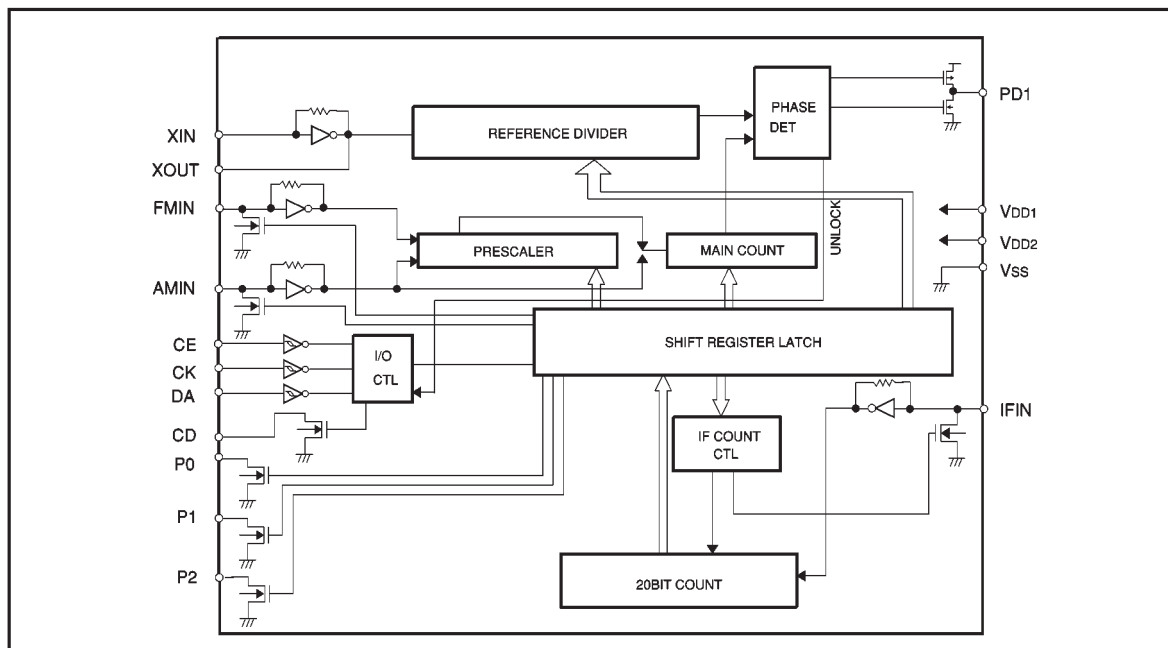 XIN
XOUT
FMIN
AMIN
CE
CK
DA
CD
P0
P1
P2
REFERENCE DIVIDER
PHASE
DET
PRESCALER
MAIN COUNT
UNLOCK
SHIFT REGISTER LATCH
I/O
CTL
IF COUNT
CTL
20BIT COUNT
PD1
VDD1
VDD2
VSS
IFIN